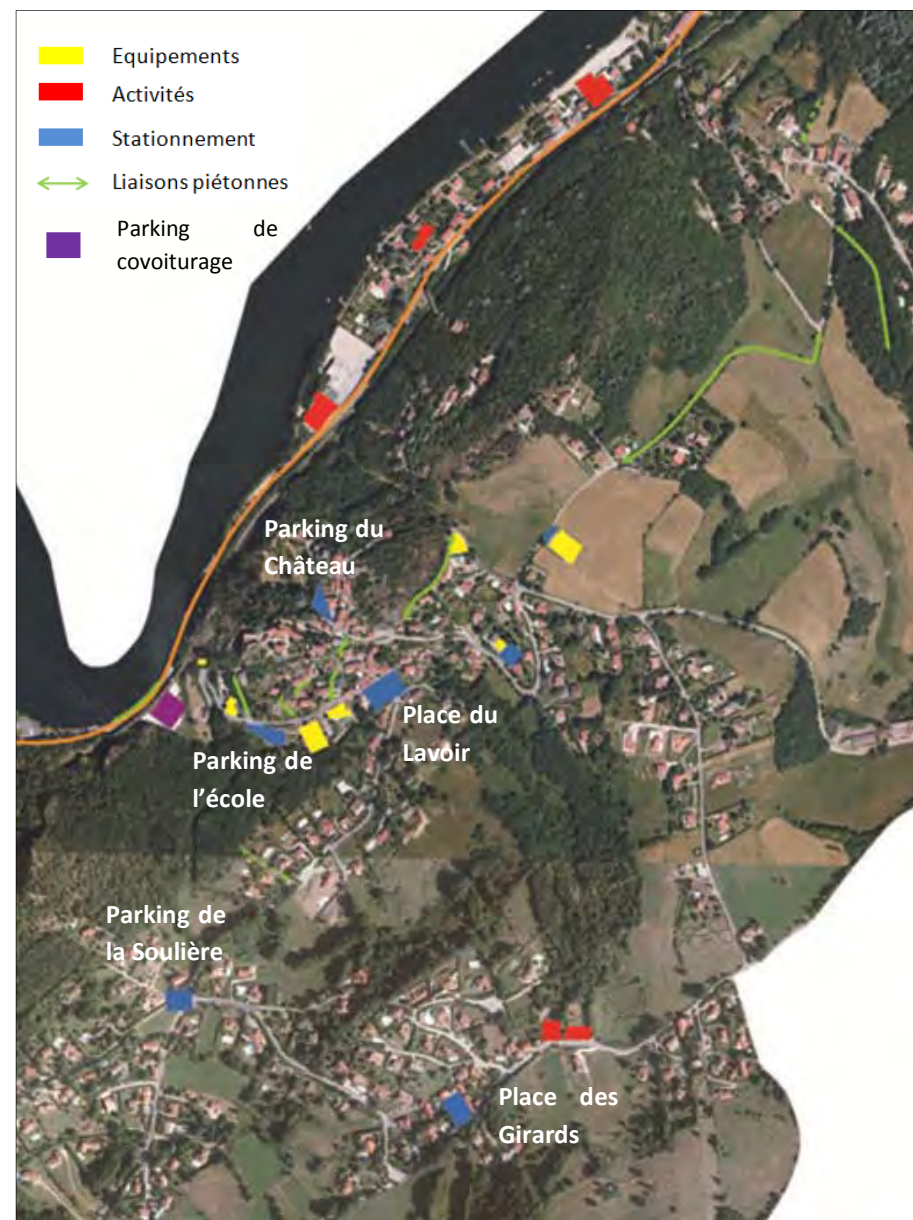 Equipements
Activités
Stationnement
Liaisons piétonnes
Parking de
covoiturage
Parking du
Château
Place du
Lavoir
Parking de
l'école
Parking de
la Soulière
Place des
Girards